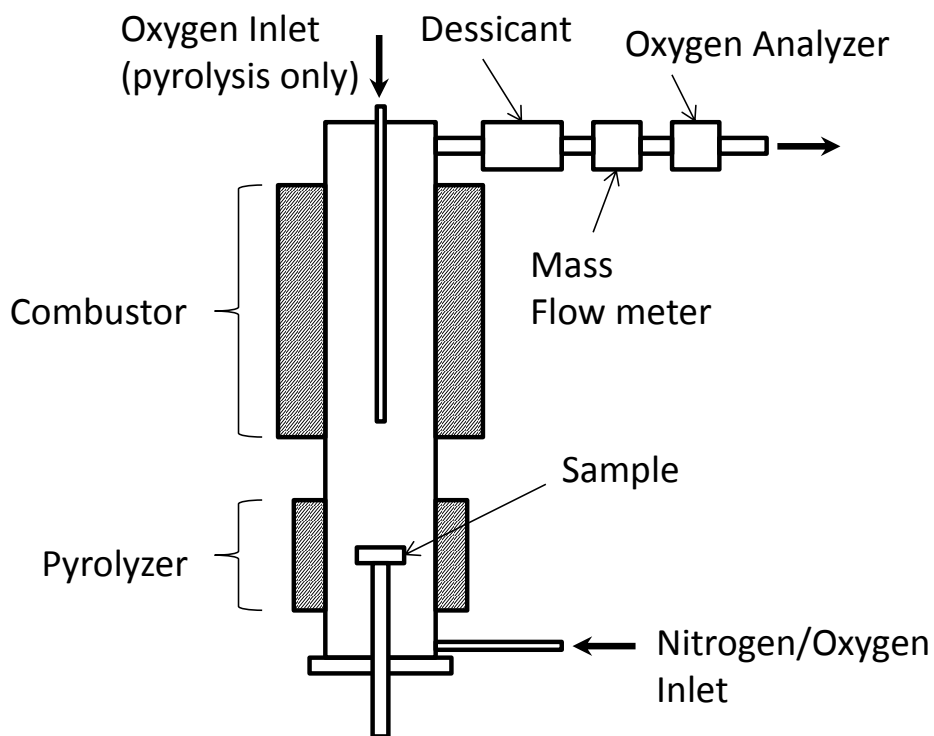 Oxygen Inlet
(pyrolysis only)
Dessicant
Oxygen Analyzer
Mass
Flow meter
Combustor
Sample
Pyrolyzer
Nitrogen/Oxygen
Inlet